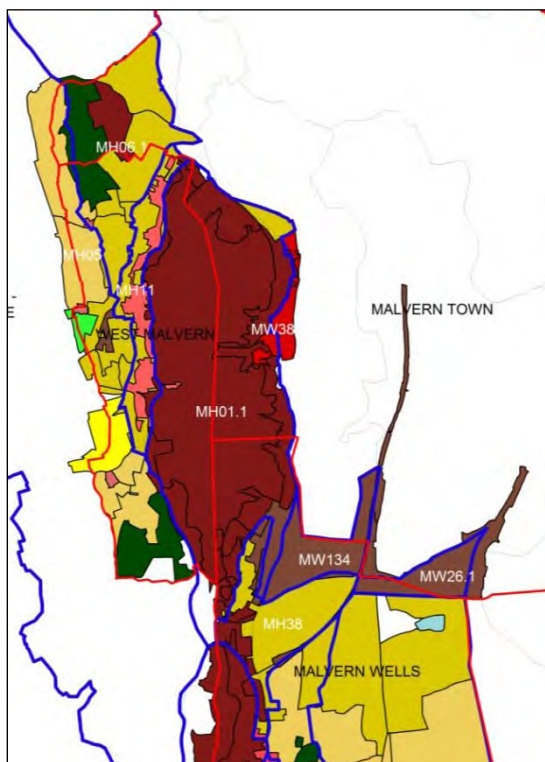 MH06.1
MH05
MH11
E -
WEST MALVERN
MW38
MALVERN TOWN
MH01.1
MW134
MW26.1
MH38
MALVERN WELLS